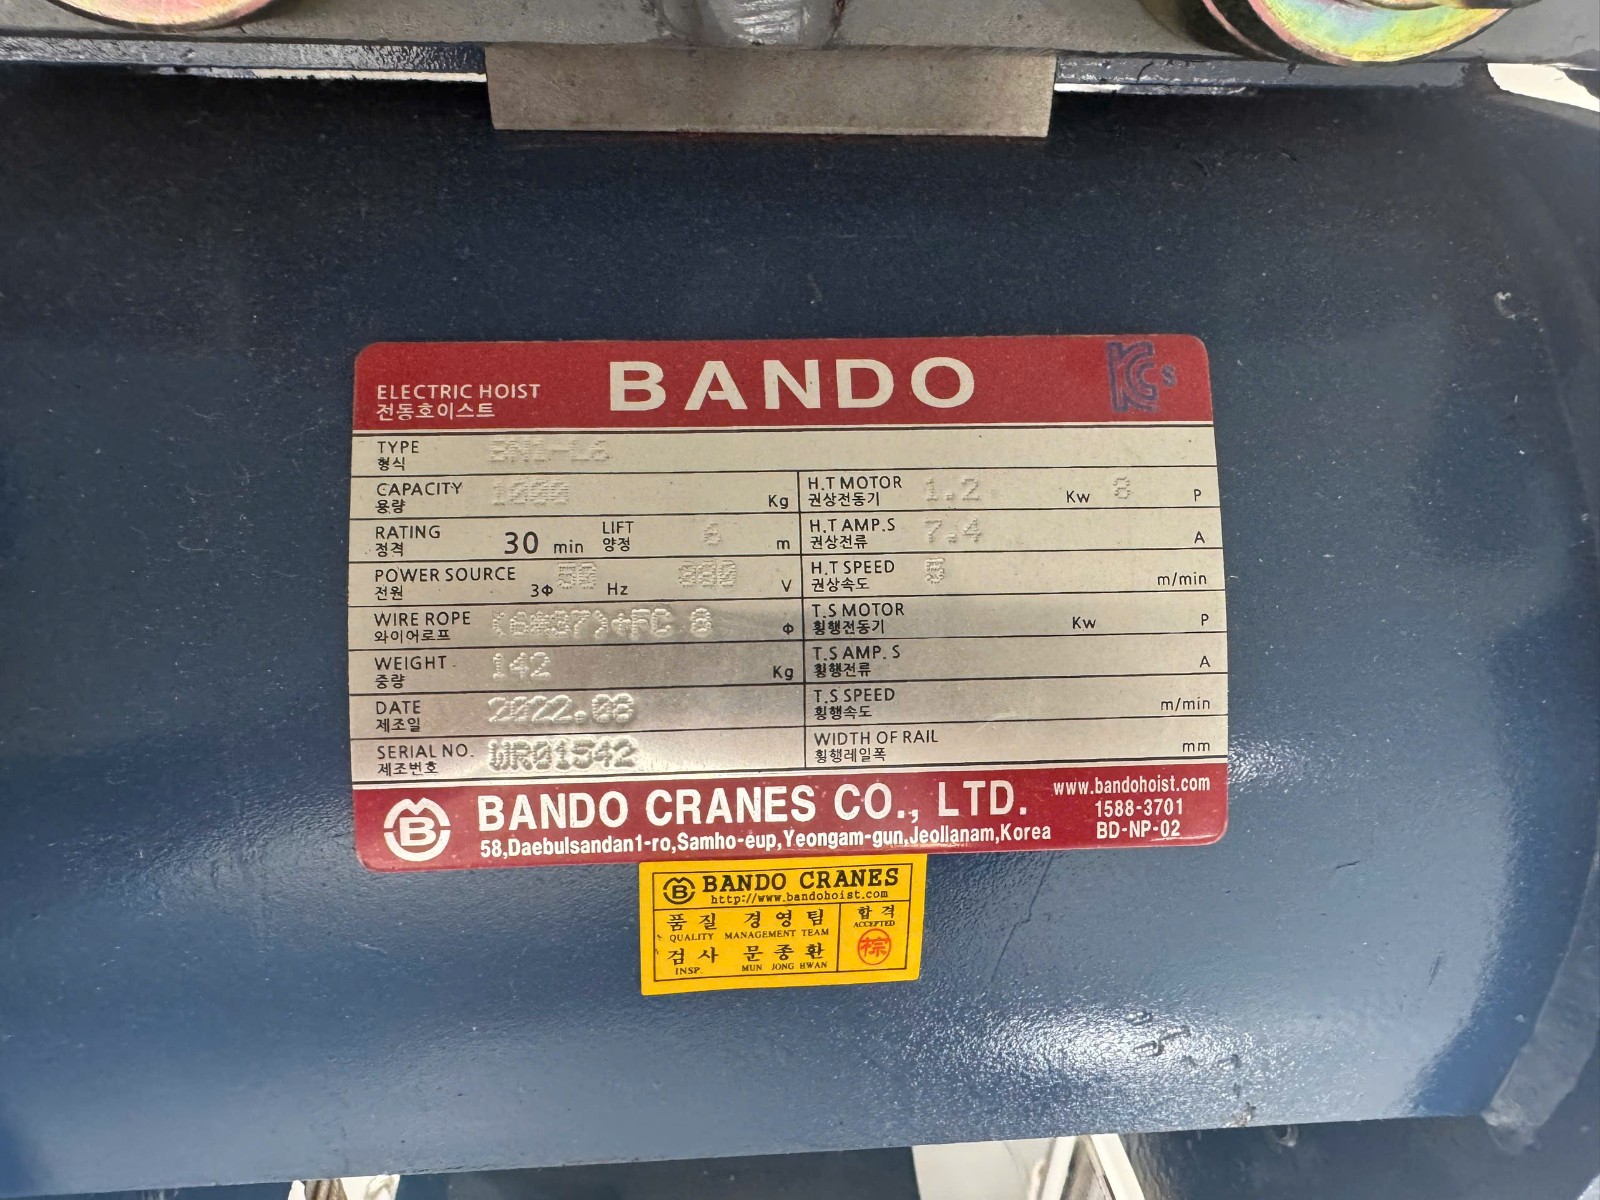 ELECTRIC HOIST
전동호이스트
BANDO
TYPE
형식
CAPACITY 1000 Kg
용량
H.T MOTOR 1.2 Kw 8 P
권상전동기
RATING 30 min LIFT 6 m
정격 양정
H.T AMP.S 7.4 A
권상전류
POWER SOURCE 3Φ Hz V
전원
H.T SPEED m/min
권상속도
WIRE ROPE (6*37)+FC 8 Φ
와이어로프
T.S MOTOR Kw P
횡행전동기
WEIGHT 142 Kg
중량
T.S AMP. S A
횡행전류
DATE 2022.08
제조일
T.S SPEED m/min
횡행속도
SERIAL NO. WR01542
제조번호
WIDTH OF RAIL mm
횡행레일폭
B BANDO CRANES CO., LTD.
58,Daebulsandan1-ro,Samho-eup,Yeongam-gun,Jeollanam,Korea
www.bandohoist.com
1588-3701
BD-NP-02
B BANDO CRANES
http://www.bandohoist.com
품질 경영팀 합격
QUALITY MANAGEMENT TEAM ACCEPTED
검사 문종환
INSP. MUN JONG HWAN